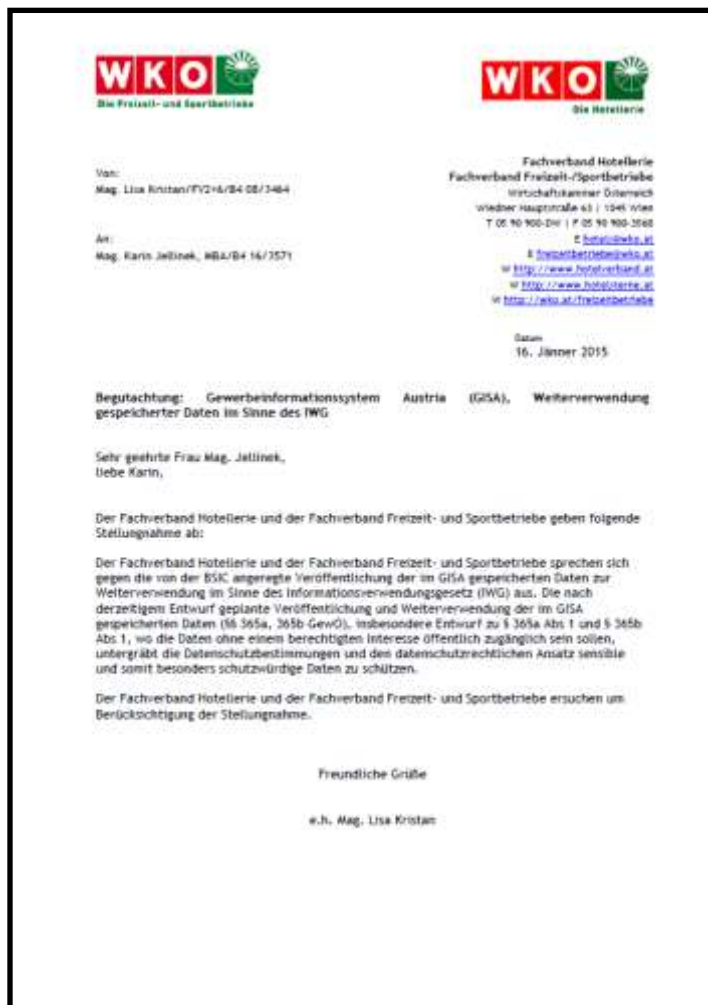 WKO
Die Freizeit- und Sportbetriebe
WKO
Die Hotellerie
Von:
Mag. Lisa Kristan/FV2+6/B4 08/3464
An:
Mag. Karin Jellinek, MBA/B4 16/3571
Fachverband Hotellerie
Fachverband Freizeit-/Sportbetriebe
Wirtschaftskammer Österreich
Wiedner Hauptstraße 63 | 1045 Wien
T 05 90 900-DW | F 05 90 900-3568
E hotels@wko.at
E freizeitbetriebe@wko.at
W http://www.hotelverband.at
W http://www.hotelsterne.at
W http://wko.at/freizeitbetriebe
Datum
16. Jänner 2015
Begutachtung: Gewerbeinformationssystem Austria (GISA), Weiterverwendung
gespeicherter Daten im Sinne des IWG
Sehr geehrte Frau Mag. Jellinek,
liebe Karin,
Der Fachverband Hotellerie und der Fachverband Freizeit- und Sportbetriebe geben folgende
Stellungnahme ab:
Der Fachverband Hotellerie und der Fachverband Freizeit- und Sportbetriebe sprechen sich
gegen die von der BSIC angeregte Veröffentlichung der im GISA gespeicherten Daten zur
Weiterverwendung im Sinne des Informationsverwendungsgesetz (IWG) aus. Die nach
derzeitigem Entwurf geplante Veröffentlichung und Weiterverwendung der im GISA
gespeicherten Daten (§§ 365a, 365b GewO), insbesondere Entwurf zu § 365a Abs 1 und § 365b
Abs 1, wo die Daten ohne einem berechtigten Interesse öffentlich zugänglich sein sollen,
untergräbt die Datenschutzbestimmungen und den datenschutzrechtlichen Ansatz sensible
und somit besonders schutzwürdige Daten zu schützen.
Der Fachverband Hotellerie und der Fachverband Freizeit- und Sportbetriebe ersuchen um
Berücksichtigung der Stellungnahme.
Freundliche Grüße
e.h. Mag. Lisa Kristan